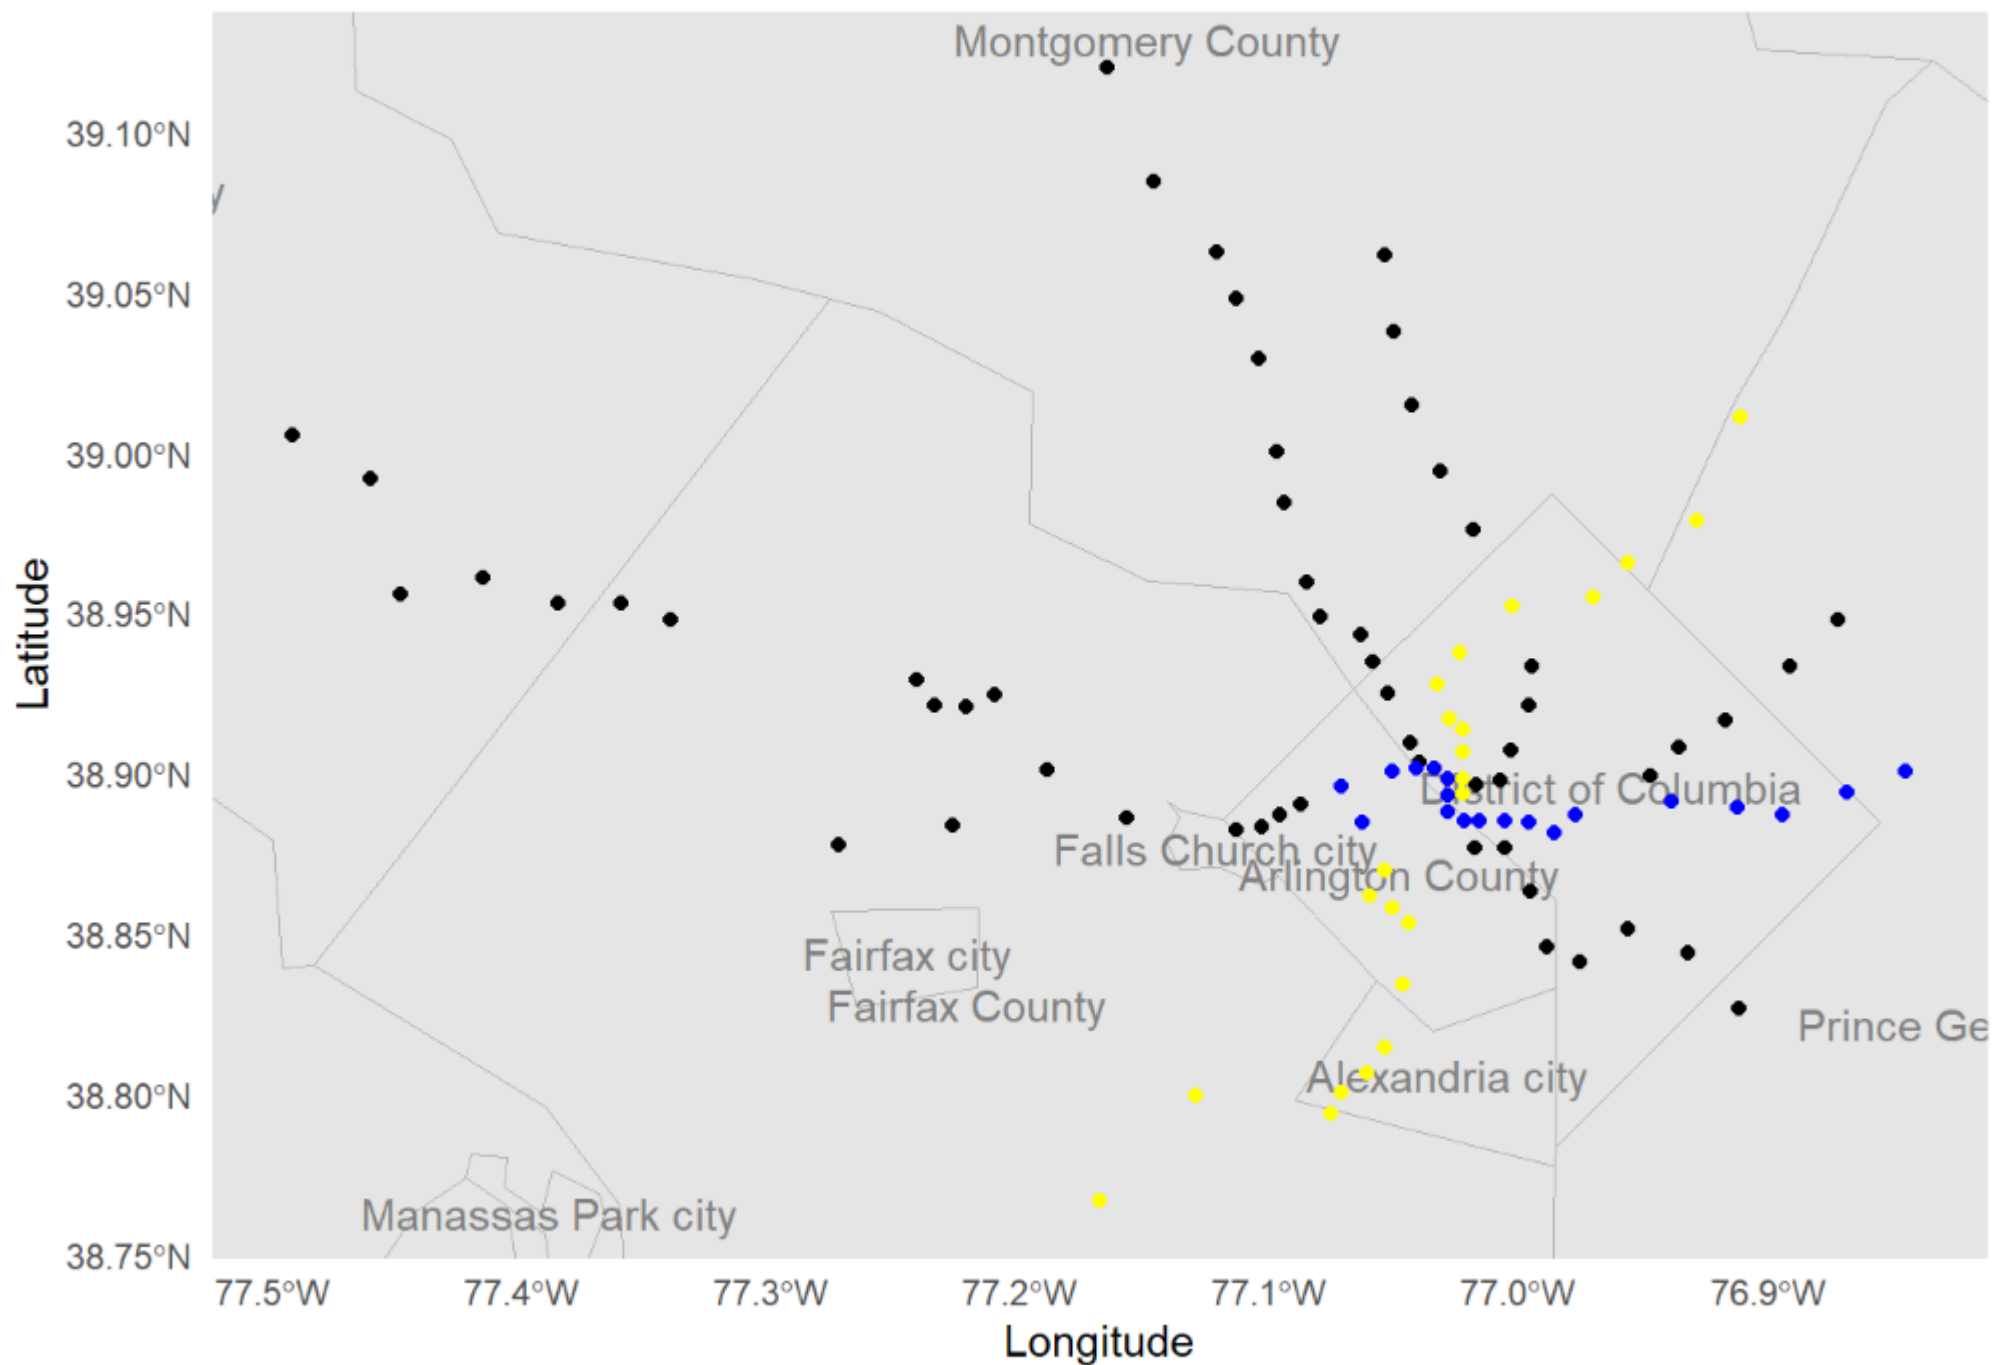 Montgomery County
39.10°N
y
39.05°N
39.00°N
38.95°N
38.90°N
District of Columbia
Falls Church city
Arlington County
38.85°N
Fairfax city
Fairfax County
Prince Ge
38.80°N
Alexandria city
Manassas Park city
38.75°N
77.5°W 77.4°W 77.3°W 77.2°W 77.1°W 77.0°W 76.9°W
Longitude
Latitude